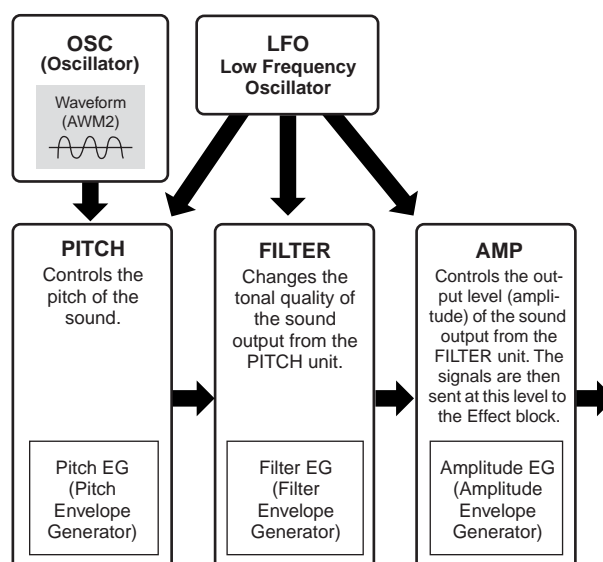 OSC
(Oscillator)
Waveform
(AWM2)
LFO
Low Frequency
Oscillator
PITCH
Controls the
pitch of the
sound.
Pitch EG
(Pitch
Envelope
Generator)
FILTER
Changes the
tonal quality of
the sound
output from the
PITCH unit.
Filter EG
(Filter
Envelope
Generator)
AMP
Controls the out-
put level (ampli-
tude) of the sound
output from the
FILTER unit. The
signals are then
sent at this level to
the Effect block.
Amplitude EG
(Amplitude
Envelope
Generator)